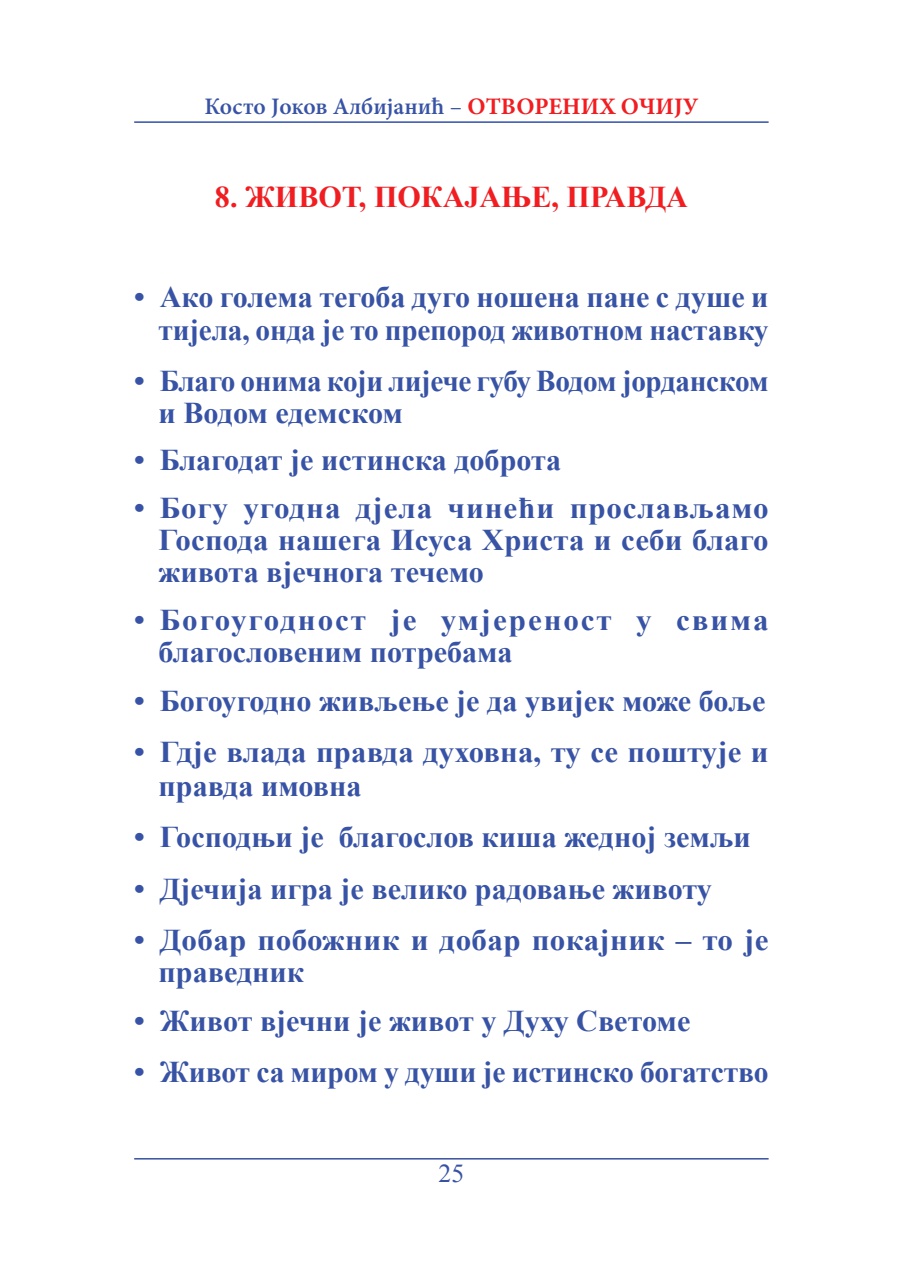 Косто Јоков Албијанић – ОТВОРЕНИХ ОЧИЈУ
8. ЖИВОТ, ПОКАЈАЊЕ, ПРАВДА
• Ако голема тегоба дуго ношена пане с душе и
тијела, онда је то препород животном наставку
• Благо онима који лијече губу Водом јорданском
и Водом едемском
• Благодат је истинска доброта
• Богу угодна дјела чинећи прослављамо
Господа нашега Исуса Христа и себи благо
живота вјечнога течемо
• Богоугодност је умјереност у свима
благословеним потребама
• Богоугодно живљење је да увијек може боље
• Гдје влада правда духовна, ту се поштује и
правда имовна
• Господњи је благослов киша жедној земљи
• Дјечија игра је велико радовање животу
• Добар побожник и добар покајник – то је
праведник
• Живот вјечни је живот у Духу Светоме
• Живот са миром у души је истинско богатство
25